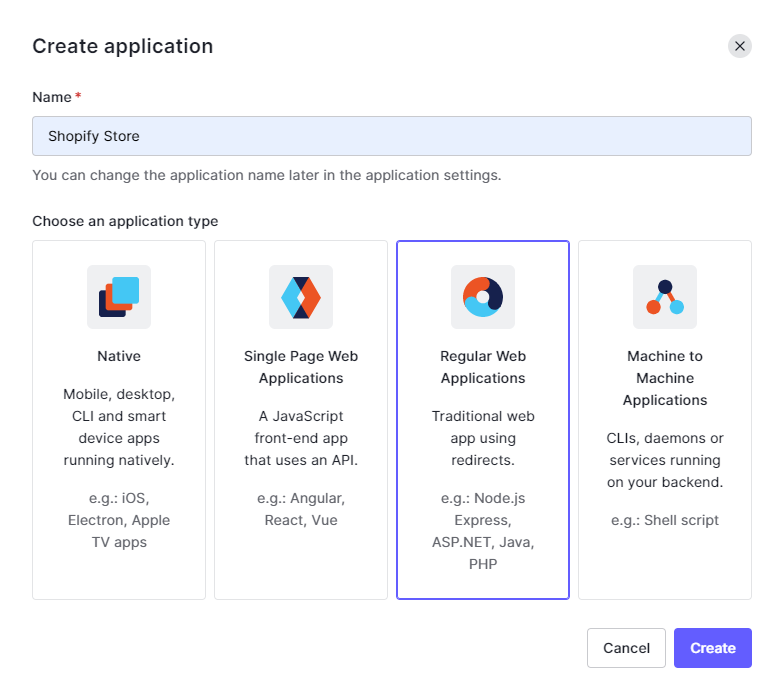 Create application
Name *
Shopify Store
You can change the application name later in the application settings.
Choose an application type
Native
Mobile, desktop,
CLI and smart
device apps
running natively.
e.g.: iOS,
Electron, Apple
TV apps
Single Page Web
Applications
A JavaScript
front-end app
that uses an API.
e.g.: Angular,
React, Vue
Regular Web
Applications
Traditional web
app using
redirects.
e.g.: Node.js
Express,
ASP.NET, Java,
PHP
Machine to
Machine
Applications
CLIs, daemons or
services running
on your backend.
e.g.: Shell script
Cancel
Create